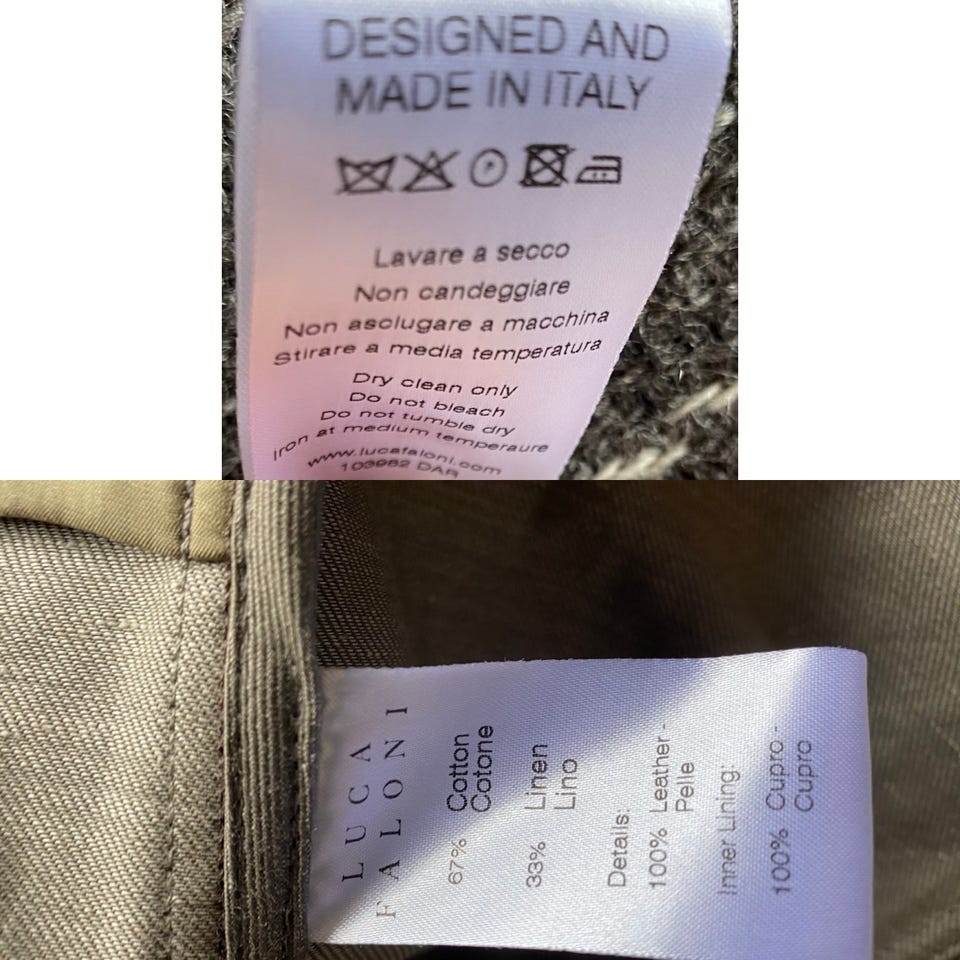 DESIGNED AND
MADE IN ITALY
Lavare a secco
Non candeggiare
Non asciugare a macchina
Stirare a media temperatura
Dry clean only
Do not bleach
Do not tumble dry
Iron at medium temperaure
www.lucafaloni.com
103982 DAR
LUCA
FALONI
67% Cotton
Cotone
33% Linen
Lino
Details:
100% Leather -
Pelle
Inner Lining:
100% Cupro -
Cupro